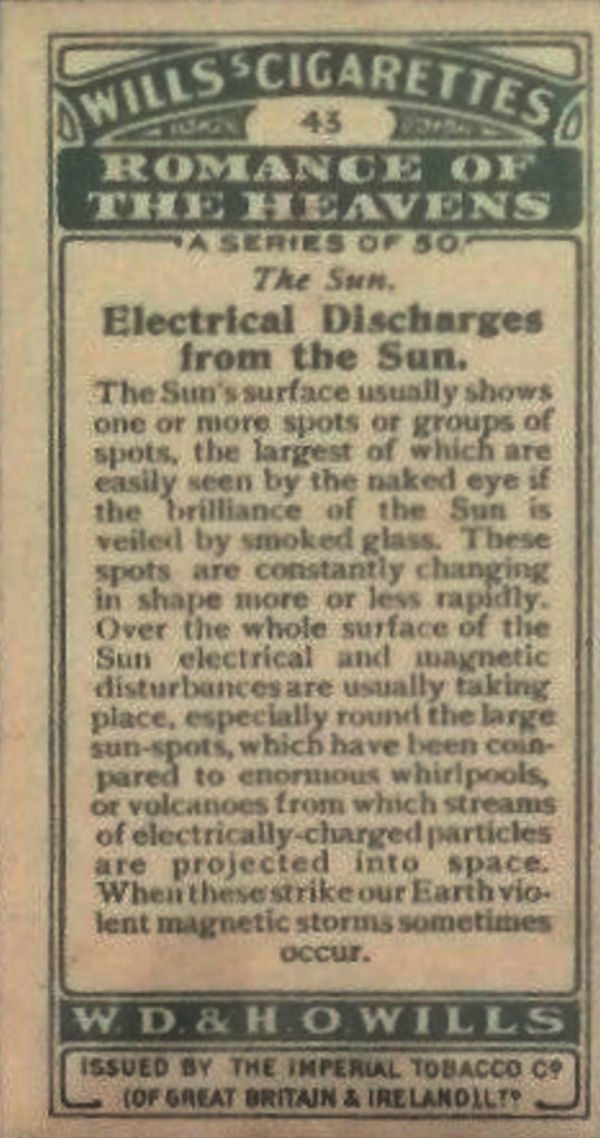 WILLS'S CIGARETTES
43
ROMANCE OF
THE HEAVENS
A SERIES OF 50
The Sun.
Electrical Discharges
from the Sun.
The Sun's surface usually shows
one or more spots or groups of
spots, the largest of which are
easily seen by the naked eye if
the brilliance of the Sun is
veiled by smoked glass. These
spots are constantly changing
in shape more or less rapidly.
Over the whole surface of the
Sun electrical and magnetic
disturbances are usually taking
place, especially round the large
sun-spots, which have been com-
pared to enormous whirlpools,
or volcanoes from which streams
of electrically-charged particles
are projected into space.
When these strike our Earth vio-
lent magnetic storms sometimes
occur.
W. D. & H. O. WILLS
ISSUED BY THE IMPERIAL TOBACCO Cº
(OF GREAT BRITAIN & IRELAND), Lᵀᴰ